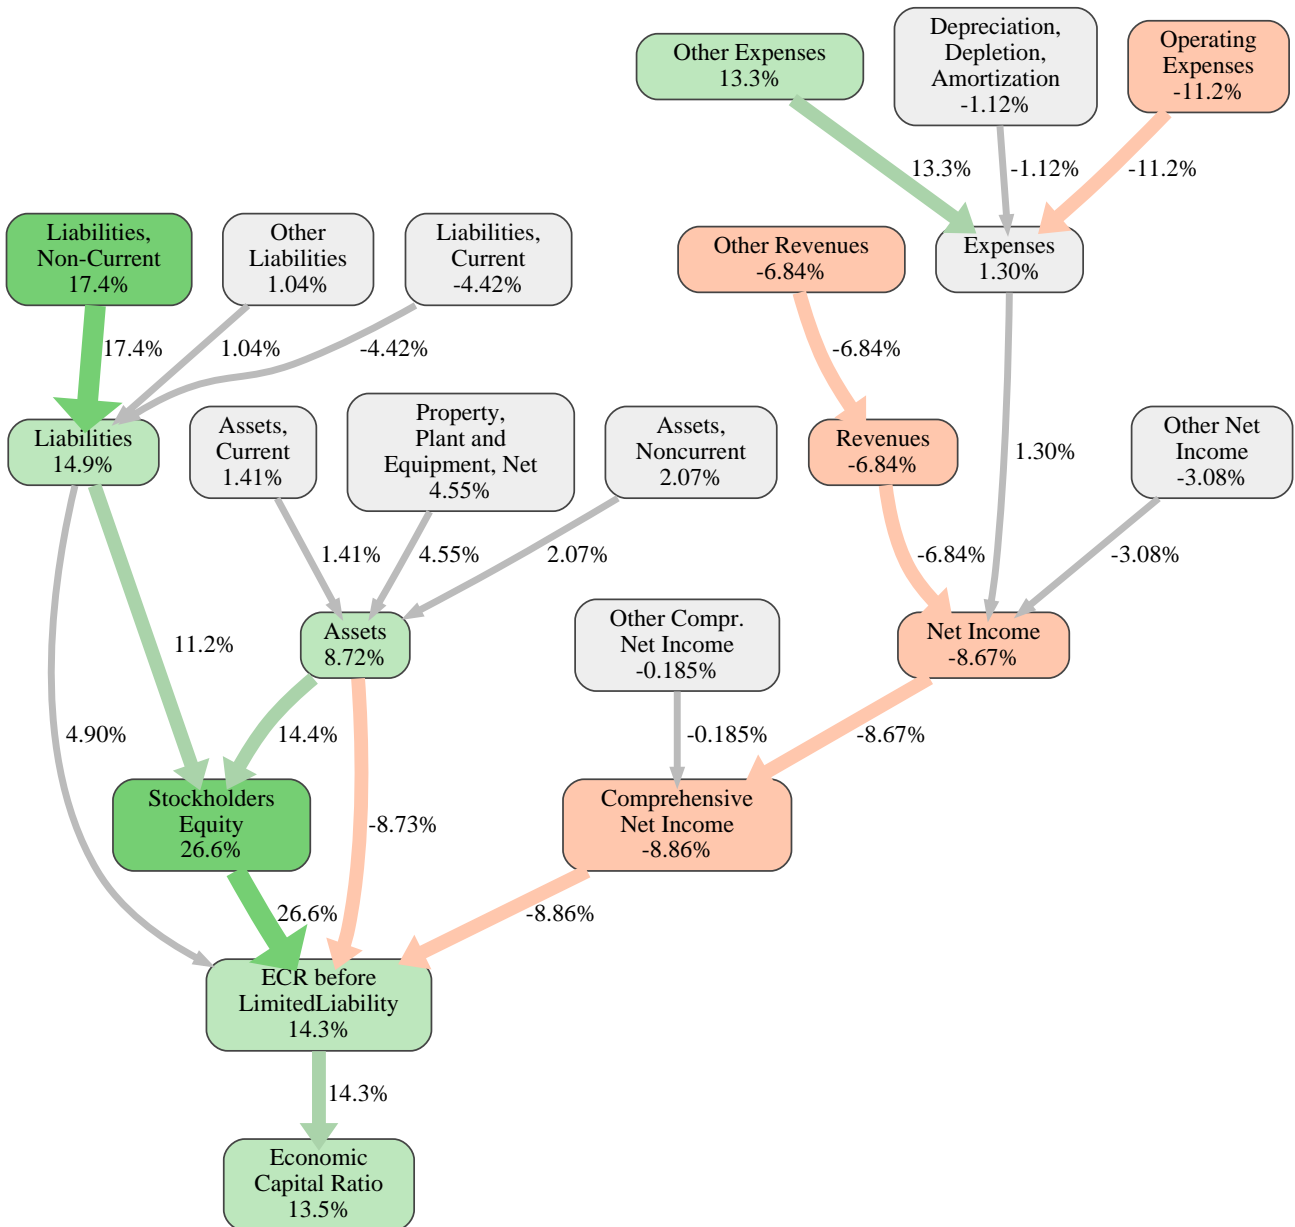 Other Expenses
13.3%
Depreciation,
Depletion,
Amortization
-1.12%
Operating
Expenses
-11.2%
13.3%
-1.12%
-11.2%
Liabilities,
Non-Current
17.4%
Other
Liabilities
1.04%
Liabilities,
Current
-4.42%
Other Revenues
-6.84%
Expenses
1.30%
17.4%
1.04%
-4.42%
-6.84%
Liabilities
14.9%
Assets,
Current
1.41%
Property,
Plant and
Equipment, Net
4.55%
Assets,
Noncurrent
2.07%
Revenues
-6.84%
1.30%
Other Net
Income
-3.08%
1.41%
4.55%
2.07%
-6.84%
-3.08%
11.2%
Assets
8.72%
Other Compr.
Net Income
-0.185%
Net Income
-8.67%
4.90%
14.4%
-0.185%
-8.67%
Stockholders
Equity
26.6%
-8.73%
Comprehensive
Net Income
-8.86%
26.6%
-8.86%
ECR before
LimitedLiability
14.3%
14.3%
Economic
Capital Ratio
13.5%